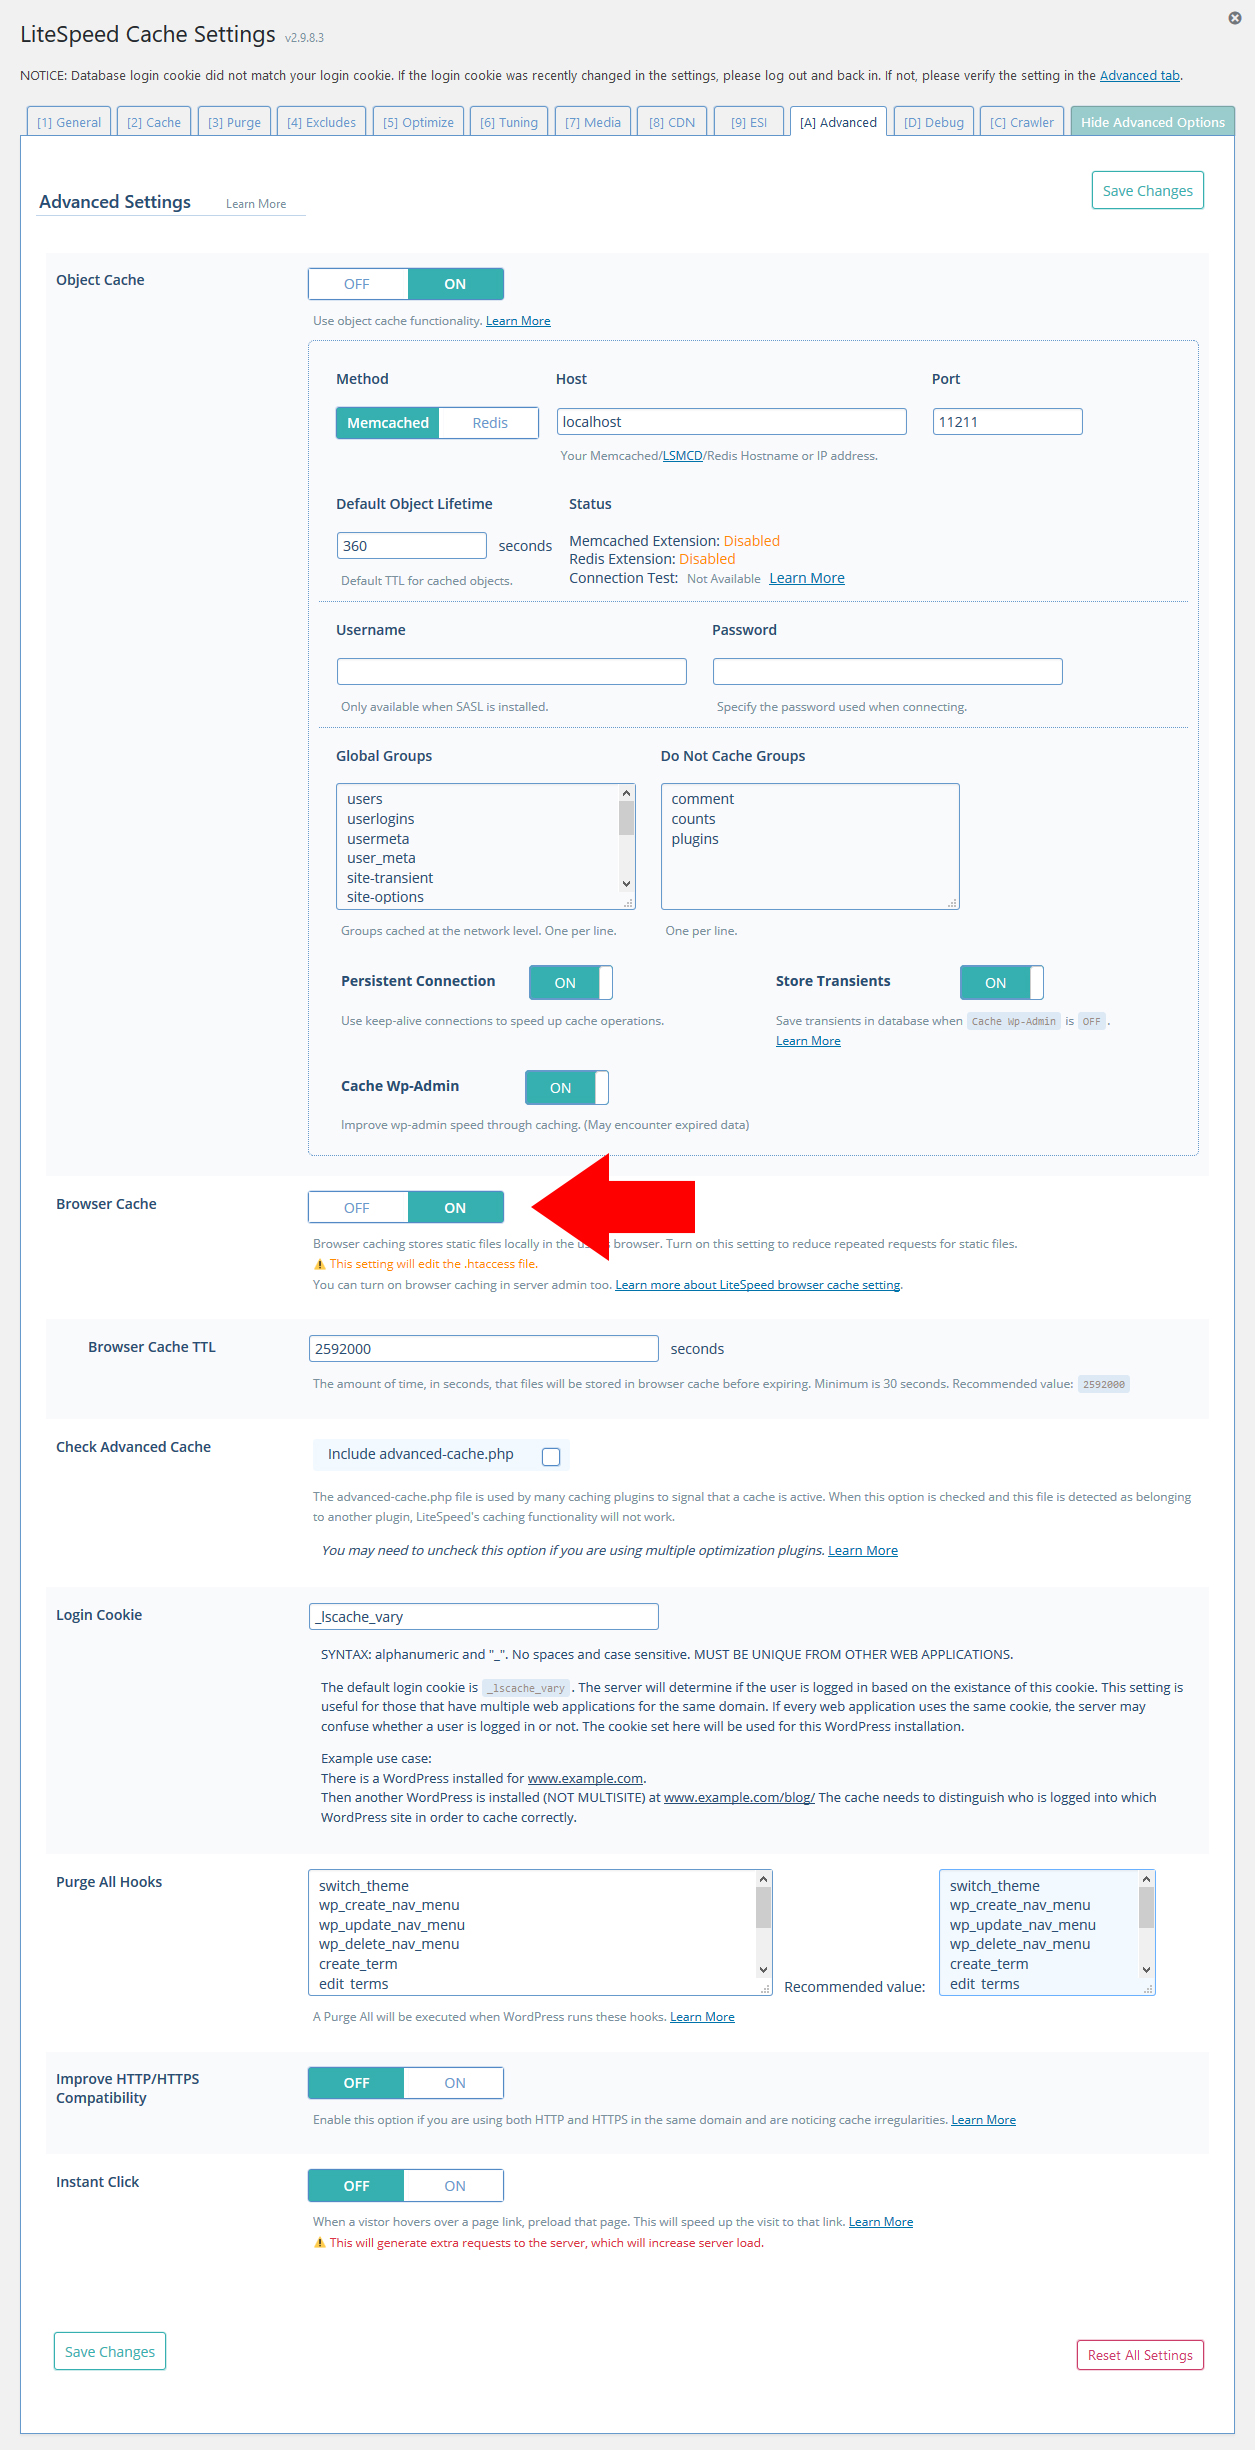 LiteSpeed Cache Settings v2.9.8.3
NOTICE: Database login cookie did not match your login cookie. If the login cookie was recently changed in the settings, please log out and back in. If not, please verify the setting in the Advanced tab.
[1] General [2] Cache [3] Purge [4] Excludes [5] Optimize [6] Tuning [7] Media [8] CDN [9] ESI [A] Advanced [D] Debug [C] Crawler Hide Advanced Options
Advanced Settings Learn More Save Changes
Object Cache OFF ON
Use object cache functionality. Learn More
Method Host Port
Memcached Redis localhost 11211
Your Memcached/LSMCD/Redis Hostname or IP address.
Default Object Lifetime Status
360 seconds
Memcached Extension: Disabled
Redis Extension: Disabled
Connection Test: Not Available Learn More
Default TTL for cached objects.
Username Password
Only available when SASL is installed. Specify the password used when connecting.
Global Groups Do Not Cache Groups
users
userlogins
usermeta
user_meta
site-transient
site-options
comment
counts
plugins
Groups cached at the network level. One per line. One per line.
Persistent Connection ON Store Transients ON
Use keep-alive connections to speed up cache operations. Save transients in database when Cache Wp-Admin is OFF .
Learn More
Cache Wp-Admin ON
Improve wp-admin speed through caching. (May encounter expired data)
Browser Cache OFF ON
Browser caching stores static files locally in the browser. Turn on this setting to reduce repeated requests for static files.
This setting will edit the .htaccess file.
You can turn on browser caching in server admin too. Learn more about LiteSpeed browser cache setting.
Browser Cache TTL 2592000 seconds
The amount of time, in seconds, that files will be stored in browser cache before expiring. Minimum is 30 seconds. Recommended value: 2592000
Check Advanced Cache Include advanced-cache.php
The advanced-cache.php file is used by many caching plugins to signal that a cache is active. When this option is checked and this file is detected as belonging
to another plugin, LiteSpeed's caching functionality will not work.
You may need to uncheck this option if you are using multiple optimization plugins. Learn More
Login Cookie _lscache_vary
SYNTAX: alphanumeric and "_". No spaces and case sensitive. MUST BE UNIQUE FROM OTHER WEB APPLICATIONS.
The default login cookie is _lscache_vary . The server will determine if the user is logged in based on the existance of this cookie. This setting is
useful for those that have multiple web applications for the same domain. If every web application uses the same cookie, the server may
confuse whether a user is logged in or not. The cookie set here will be used for this WordPress installation.
Example use case:
There is a WordPress installed for www.example.com.
Then another WordPress is installed (NOT MULTISITE) at www.example.com/blog/ The cache needs to distinguish who is logged into which
WordPress site in order to cache correctly.
Purge All Hooks
switch_theme
wp_create_nav_menu
wp_update_nav_menu
wp_delete_nav_menu
create_term
edit_terms
Recommended value:
switch_theme
wp_create_nav_menu
wp_update_nav_menu
wp_delete_nav_menu
create_term
edit_terms
A Purge All will be executed when WordPress runs these hooks. Learn More
Improve HTTP/HTTPS
Compatibility
OFF ON
Enable this option if you are using both HTTP and HTTPS in the same domain and are noticing cache irregularities. Learn More
Instant Click OFF ON
When a vistor hovers over a page link, preload that page. This will speed up the visit to that link. Learn More
This will generate extra requests to the server, which will increase server load.
Save Changes Reset All Settings